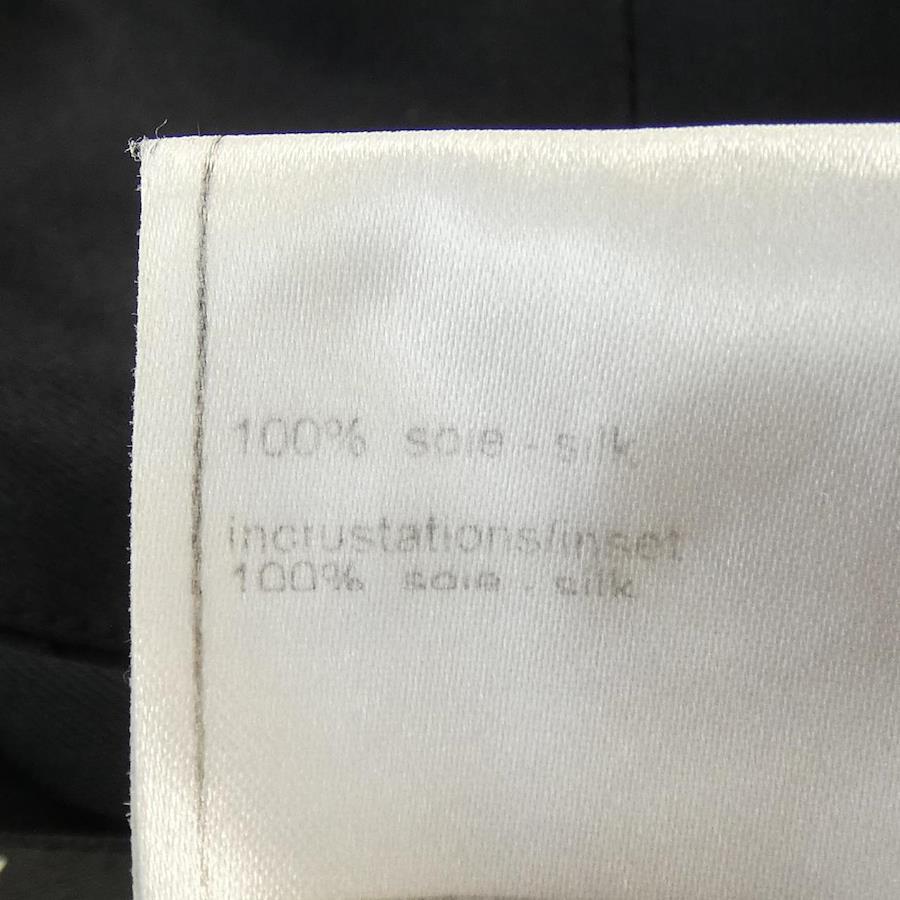 100% soie - silk
incrustations/inset
100% soie - silk